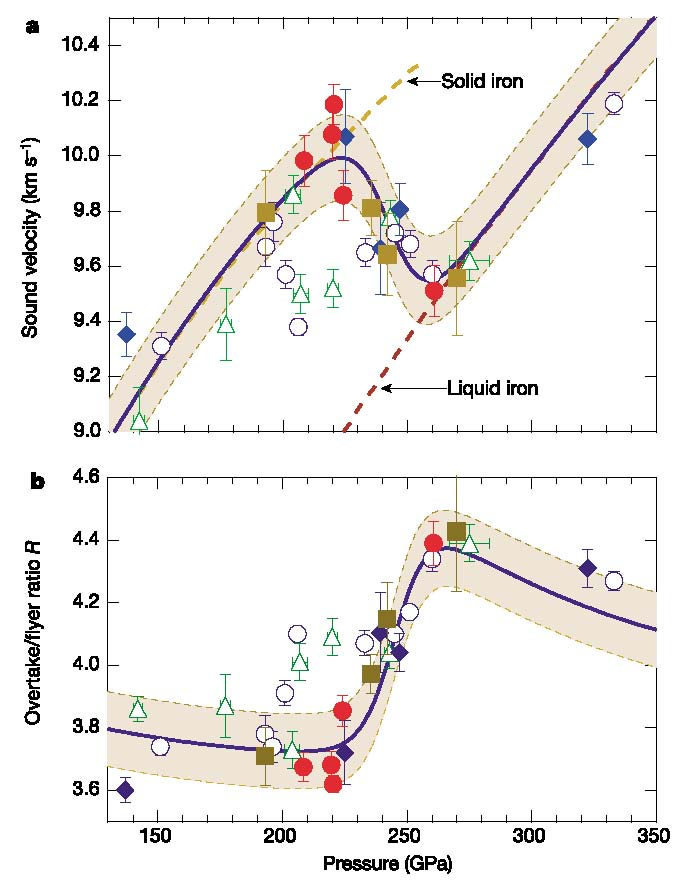 a
10.4
10.2
10.0
9.8
9.6
9.4
9.2
9.0
Sound velocity (km s⁻¹)
Solid iron
Liquid iron
b
4.6
4.4
4.2
4.0
3.8
3.6
Overtake/flyer ratio R
150 200 250 300 350
Pressure (GPa)